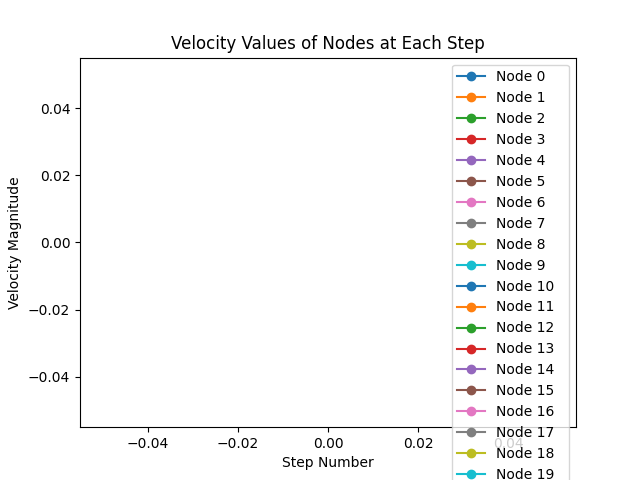 Velocity Values of Nodes at Each Step
Velocity Magnitude
0.04
0.02
0.00
−0.02
−0.04
−0.04
−0.02
0.00
0.02
0.04
Step Number
Node 0
Node 1
Node 2
Node 3
Node 4
Node 5
Node 6
Node 7
Node 8
Node 9
Node 10
Node 11
Node 12
Node 13
Node 14
Node 15
Node 16
Node 17
Node 18
Node 19